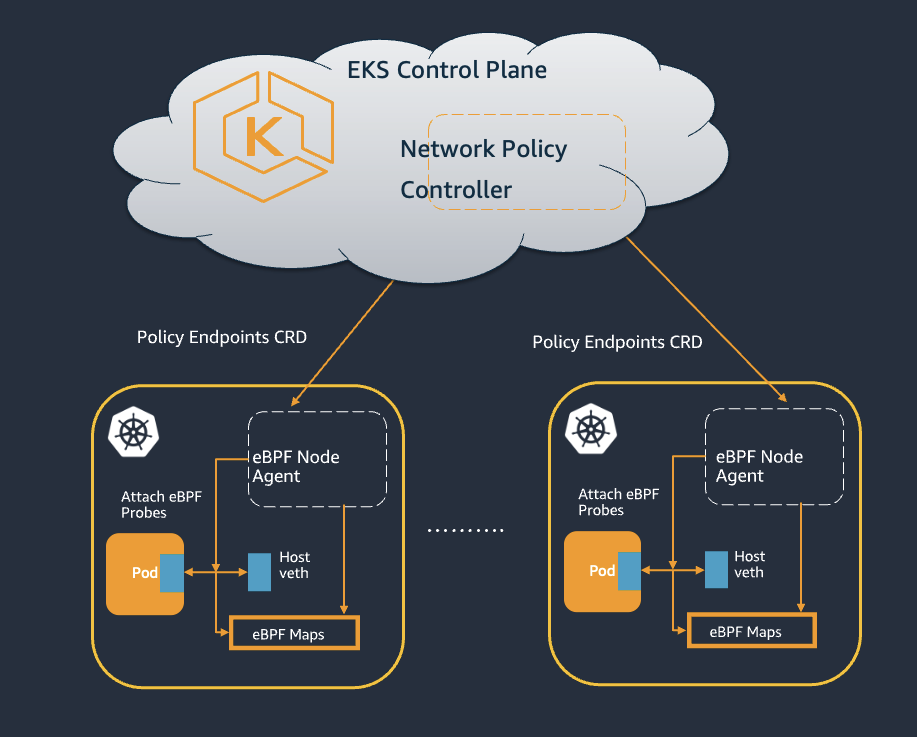 EKS Control Plane
K
Network Policy
Controller
Policy Endpoints CRD
Policy Endpoints CRD
eBPF Node
Agent
Attach eBPF
Probes
Pod
Host
veth
eBPF Maps
..........
eBPF Node
Agent
Attach eBPF
Probes
Pod
Host
veth
eBPF Maps